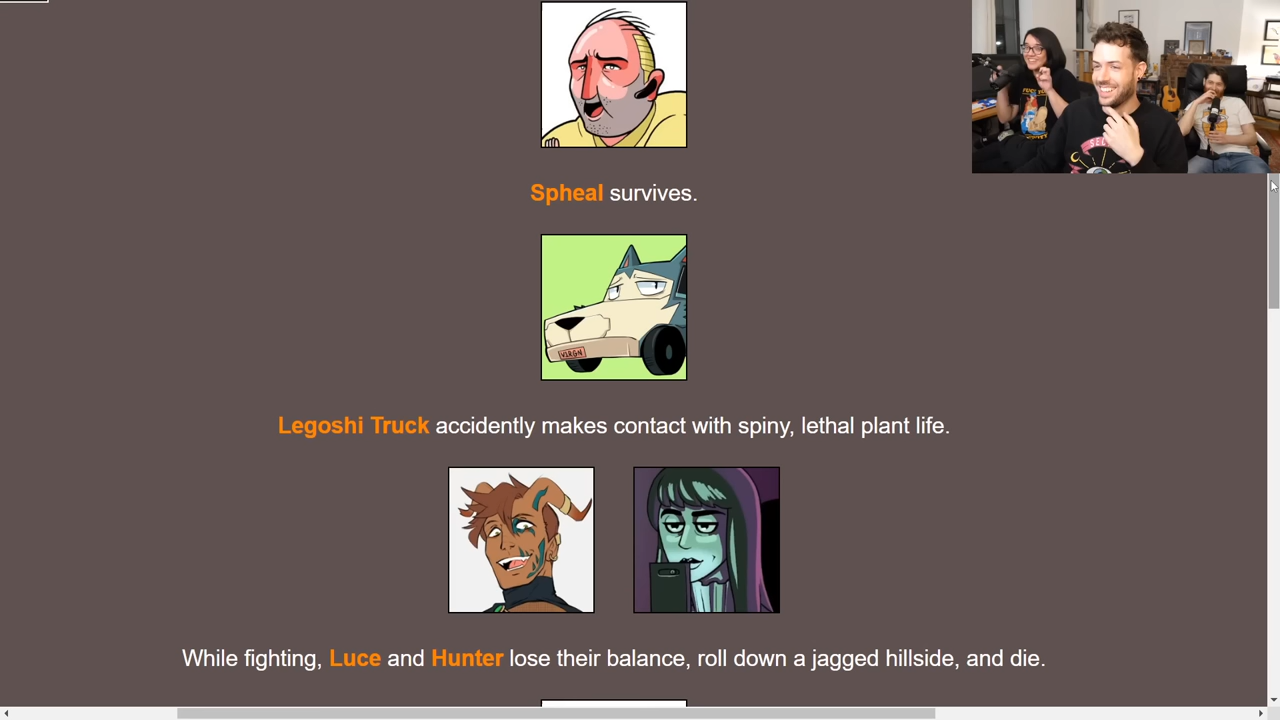 Spheal survives.
VIRGN
Legoshi Truck accidently makes contact with spiny, lethal plant life.
While fighting, Luce and Hunter lose their balance, roll down a jagged hillside, and die.